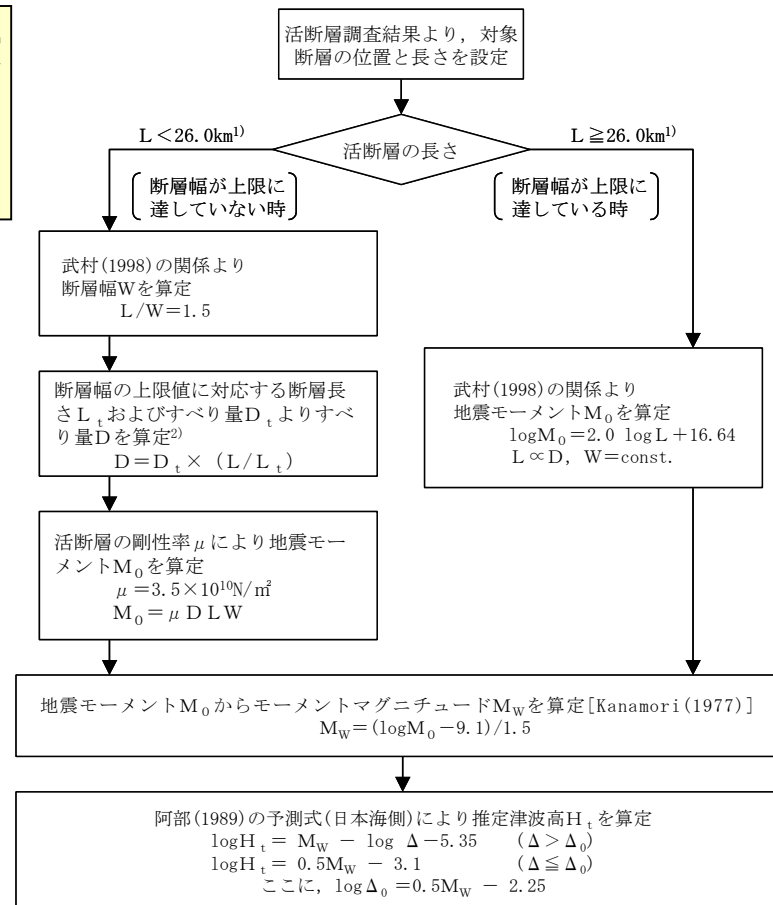 活断層調査結果より，対象
断層の位置と長さを設定
活断層の長さ
L＜26.0km¹⁾
断層幅が上限に
達していない時
L≧26.0km¹⁾
断層幅が上限に
達している時
武村(1998)の関係より
断層幅Wを算定
L/W＝1.5
断層幅の上限値に対応する断層長
さLₜおよびすべり量Dₜよりすべ
り量Dを算定²⁾
D＝Dₜ×（L/Lₜ）
活断層の剛性率μにより地震モー
メントM₀を算定
μ＝3.5×10¹⁰N/㎡
M₀＝μDLW
武村(1998)の関係より
地震モーメントM₀を算定
logM₀＝2.0 logL＋16.64
L∝D，W＝const.
地震モーメントM₀からモーメントマグニチュードM_Wを算定[Kanamori(1977)]
M_W＝(logM₀－9.1)/1.5
阿部(1989)の予測式(日本海側)により推定津波高Hₜを算定
logHₜ＝ M_W － log Δ－5.35 （Δ＞Δ₀）
logHₜ＝ 0.5M_W － 3.1 （Δ≦Δ₀）
ここに，logΔ₀＝0.5M_W － 2.25